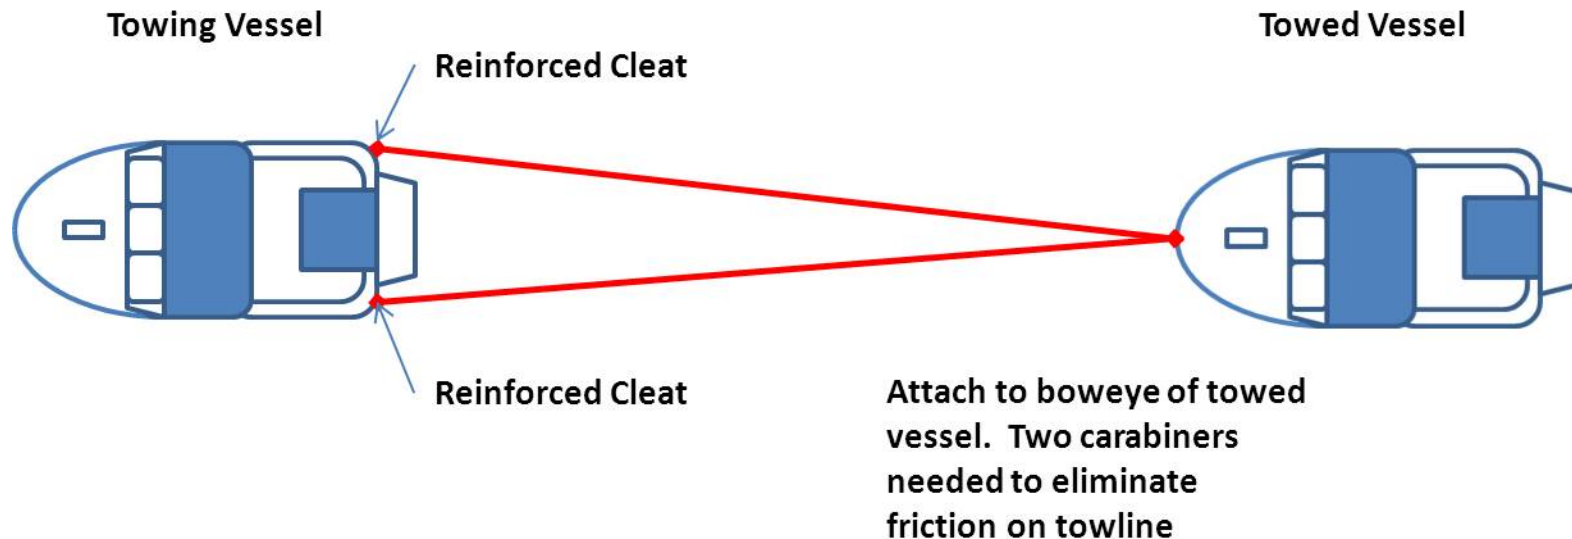 Towing Vessel
Towed Vessel
Reinforced Cleat
Reinforced Cleat
Attach to boweye of towed
vessel.  Two carabiners
needed to eliminate
friction on towline